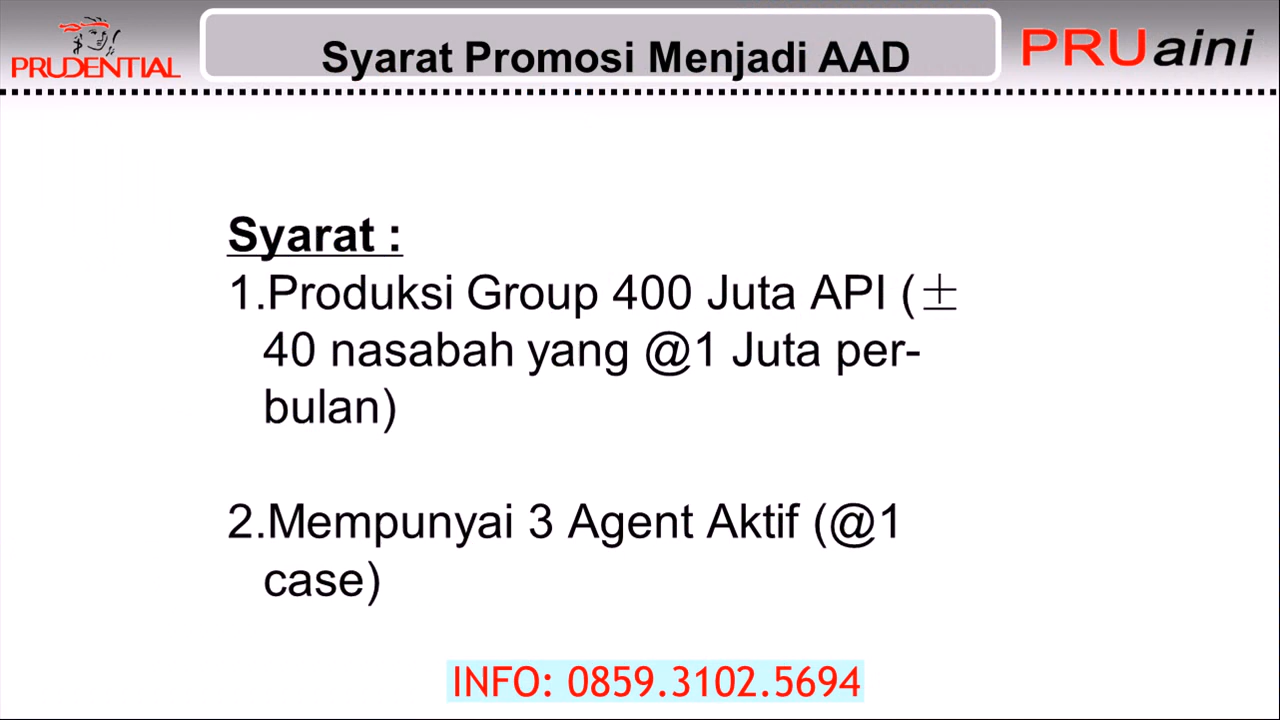 PRUDENTIAL
Syarat Promosi Menjadi AAD
PRUaini
Syarat :
1.Produksi Group 400 Juta API (±
40 nasabah yang @1 Juta per-
bulan)
2.Mempunyai 3 Agent Aktif (@1
case)
INFO: 0859.3102.5694